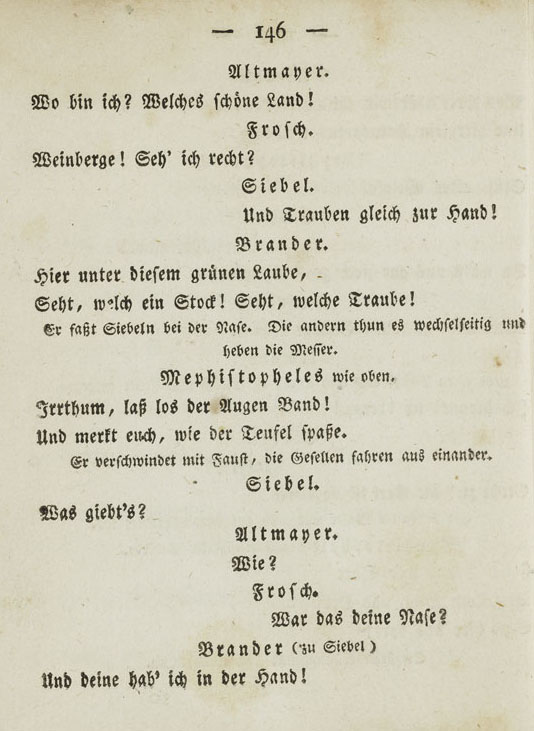 — 146 —
Altmayer.
Wo bin ich? Welches schöne Land!
Frosch.
Weinberge! Seh' ich recht?
Siebel.
Und Trauben gleich zur Hand!
Brander.
Hier unter diesem grünen Laube,
Seht, welch ein Stock! Seht, welche Traube!
Er faßt Siebeln bei der Nase. Die andern thun es wechselseitig und
heben die Messer.
Mephistopheles wie oben.
Irrthum, laß los der Augen Band!
Und merkt euch, wie der Teufel spaße.
Er verschwindet mit Faust, die Gesellen fahren aus einander.
Siebel.
Was giebt's?
Altmayer.
Wie?
Frosch.
War das deine Nase?
Brander (zu Siebel)
Und deine hab' ich in der Hand!